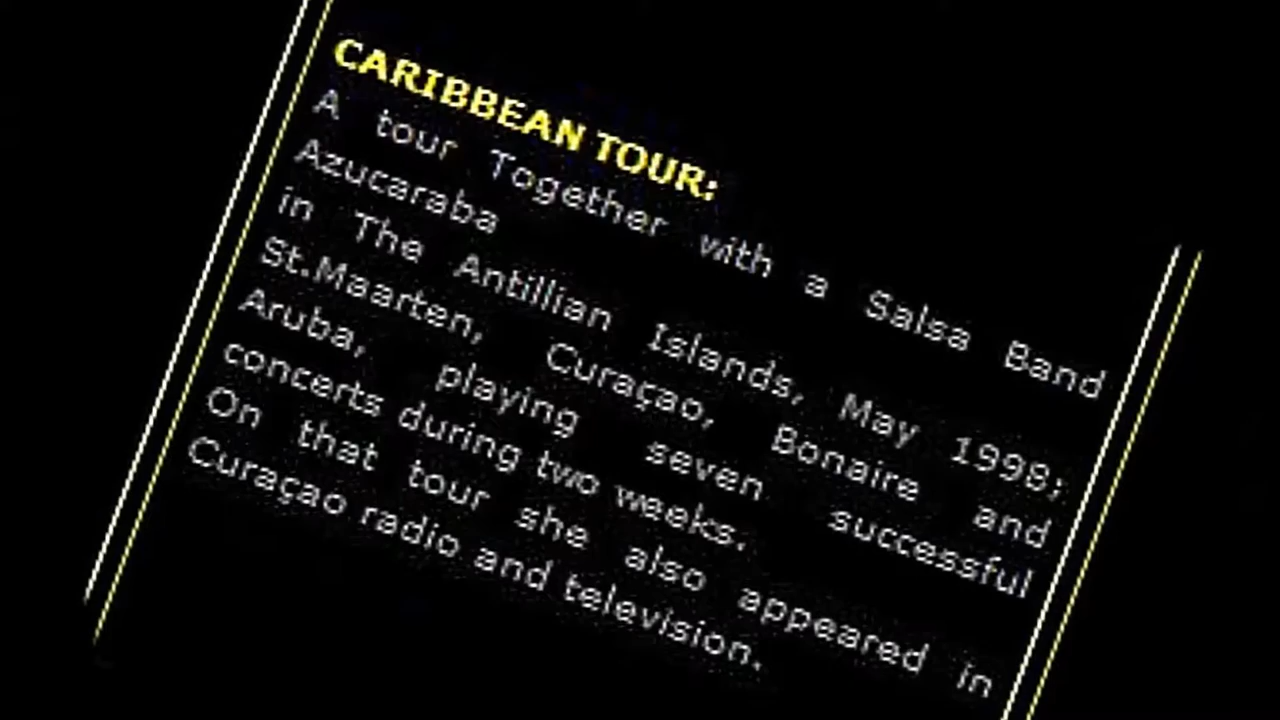 CARIBBEAN TOUR:
A tour Together with a Salsa Band
Azucaraba
in The Antillian Islands, May 1998;
St.Maarten, Curaçao, Bonaire and
Aruba, playing seven successful
concerts during two weeks.
On that tour she also appeared in
Curaçao radio and television.